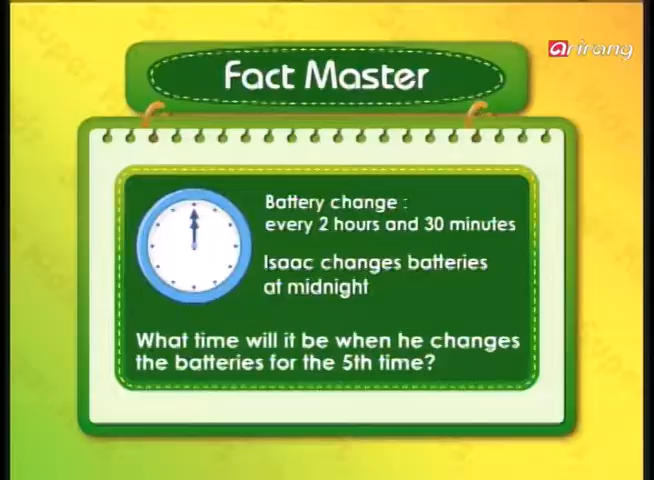 arirang
Fact Master
Battery change :
every 2 hours and 30 minutes
Isaac changes batteries
at midnight
What time will it be when he changes
the batteries for the 5th time?